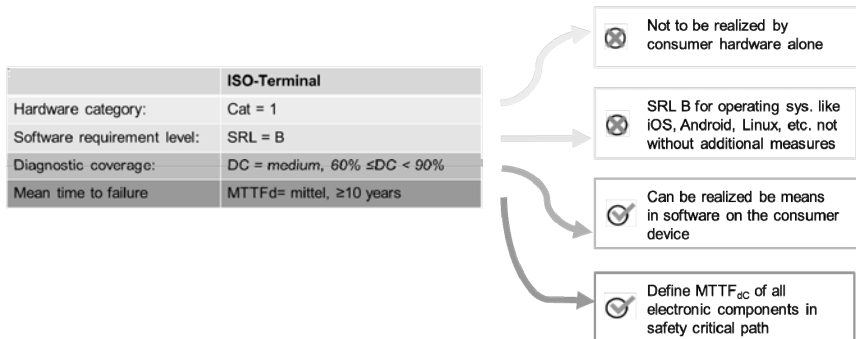 ISO-Terminal
Hardware category: Cat = 1
Software requirement level: SRL = B
Diagnostic coverage: DC = medium, 60% ≤DC < 90%
Mean time to failure MTTFd= mittel, ≥10 years
Not to be realized by
consumer hardware alone
SRL B for operating sys. like
iOS, Android, Linux, etc. not
without additional measures
Can be realized be means
in software on the consumer
device
Define MTTFdC of all
electronic components in
safety critical path